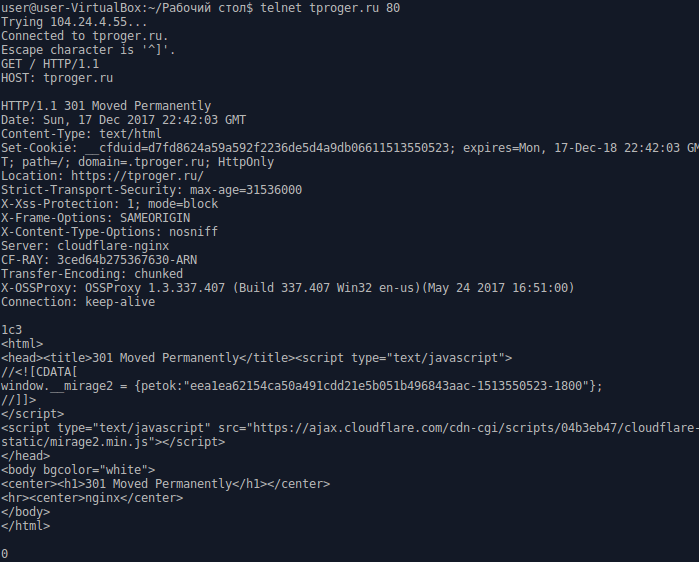 user@user-VirtualBox:~/Рабочий стол$ telnet tproger.ru 80
Trying 104.24.4.55...
Connected to tproger.ru.
Escape character is '^]'.
GET / HTTP/1.1
HOST: tproger.ru

HTTP/1.1 301 Moved Permanently
Date: Sun, 17 Dec 2017 22:42:03 GMT
Content-Type: text/html
Set-Cookie: __cfduid=d7fd8624a59a592f2236de5d4a9db06611513550523; expires=Mon, 17-Dec-18 22:42:03 GM
T; path=/; domain=.tproger.ru; HttpOnly
Location: https://tproger.ru/
Strict-Transport-Security: max-age=31536000
X-Xss-Protection: 1; mode=block
X-Frame-Options: SAMEORIGIN
X-Content-Type-Options: nosniff
Server: cloudflare-nginx
CF-RAY: 3ced64b275367630-ARN
Transfer-Encoding: chunked
X-OSSProxy: OSSProxy 1.3.337.407 (Build 337.407 Win32 en-us)(May 24 2017 16:51:00)
Connection: keep-alive

1c3
<html>
<head><title>301 Moved Permanently</title><script type="text/javascript">
//<![CDATA[
window.__mirage2 = {petok:"eea1ea62154ca50a491cdd21e5b051b496843aac-1513550523-1800"};
//]]>
</script>
<script type="text/javascript" src="https://ajax.cloudflare.com/cdn-cgi/scripts/04b3eb47/cloudflare-
static/mirage2.min.js"></script>
</head>
<body bgcolor="white">
<center><h1>301 Moved Permanently</h1></center>
<hr><center>nginx</center>
</body>
</html>

0